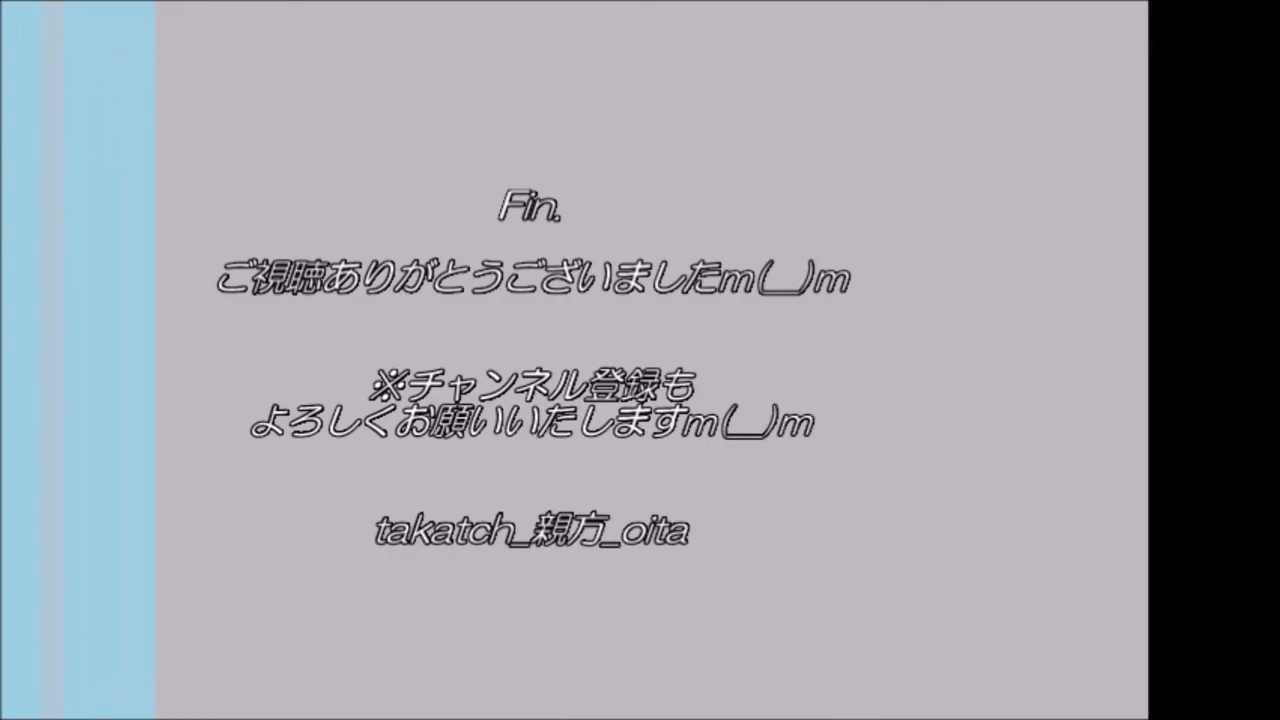 Fin.
ご視聴ありがとうございましたm(__)m
※チャンネル登録も
よろしくお願いいたしますm(__)m
takatch_親方_oita